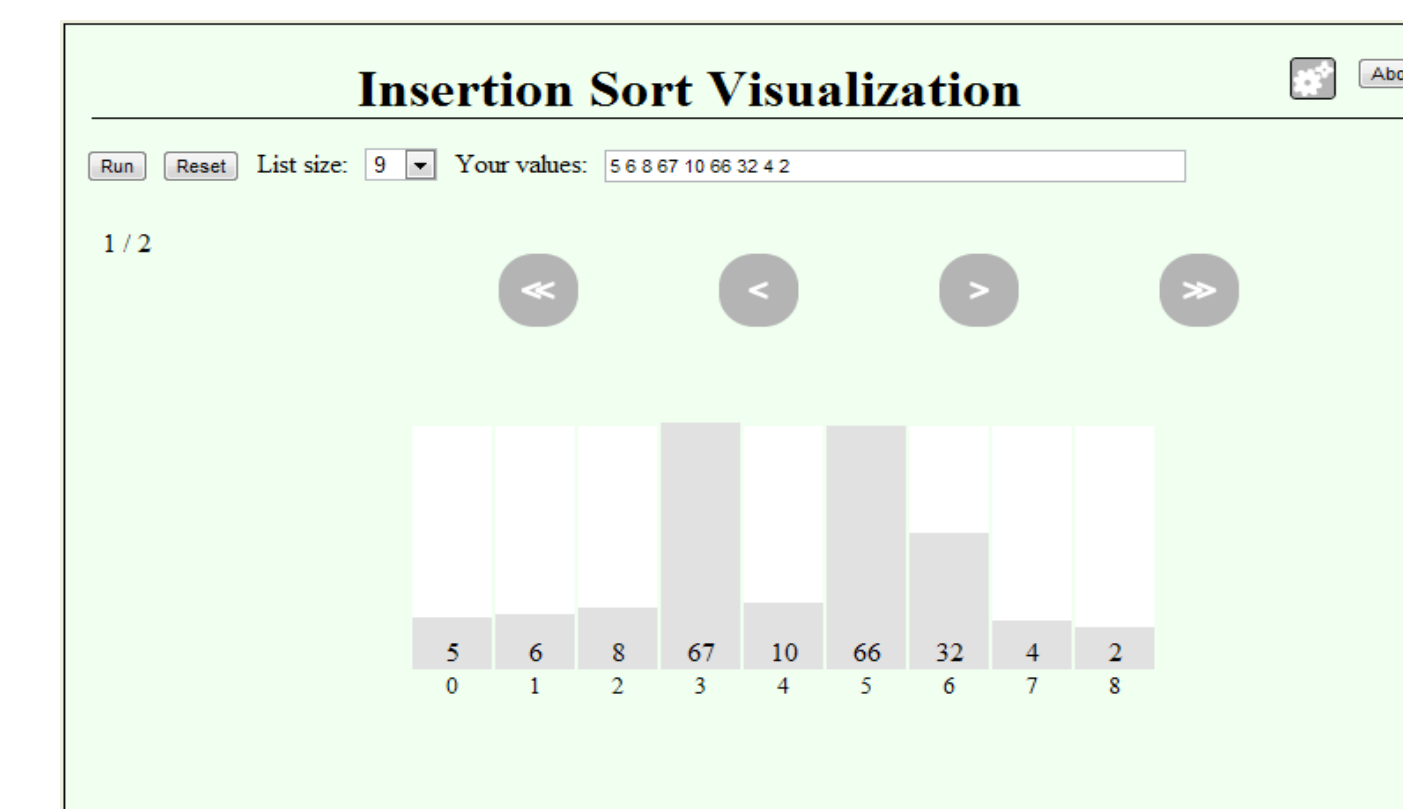 Insertion Sort Visualization
Run Reset List size: 9 Your values: 5 6 8 67 10 66 32 4 2
1 / 2
≪ < > ≫
5 6 8 67 10 66 32 4 2
0 1 2 3 4 5 6 7 8